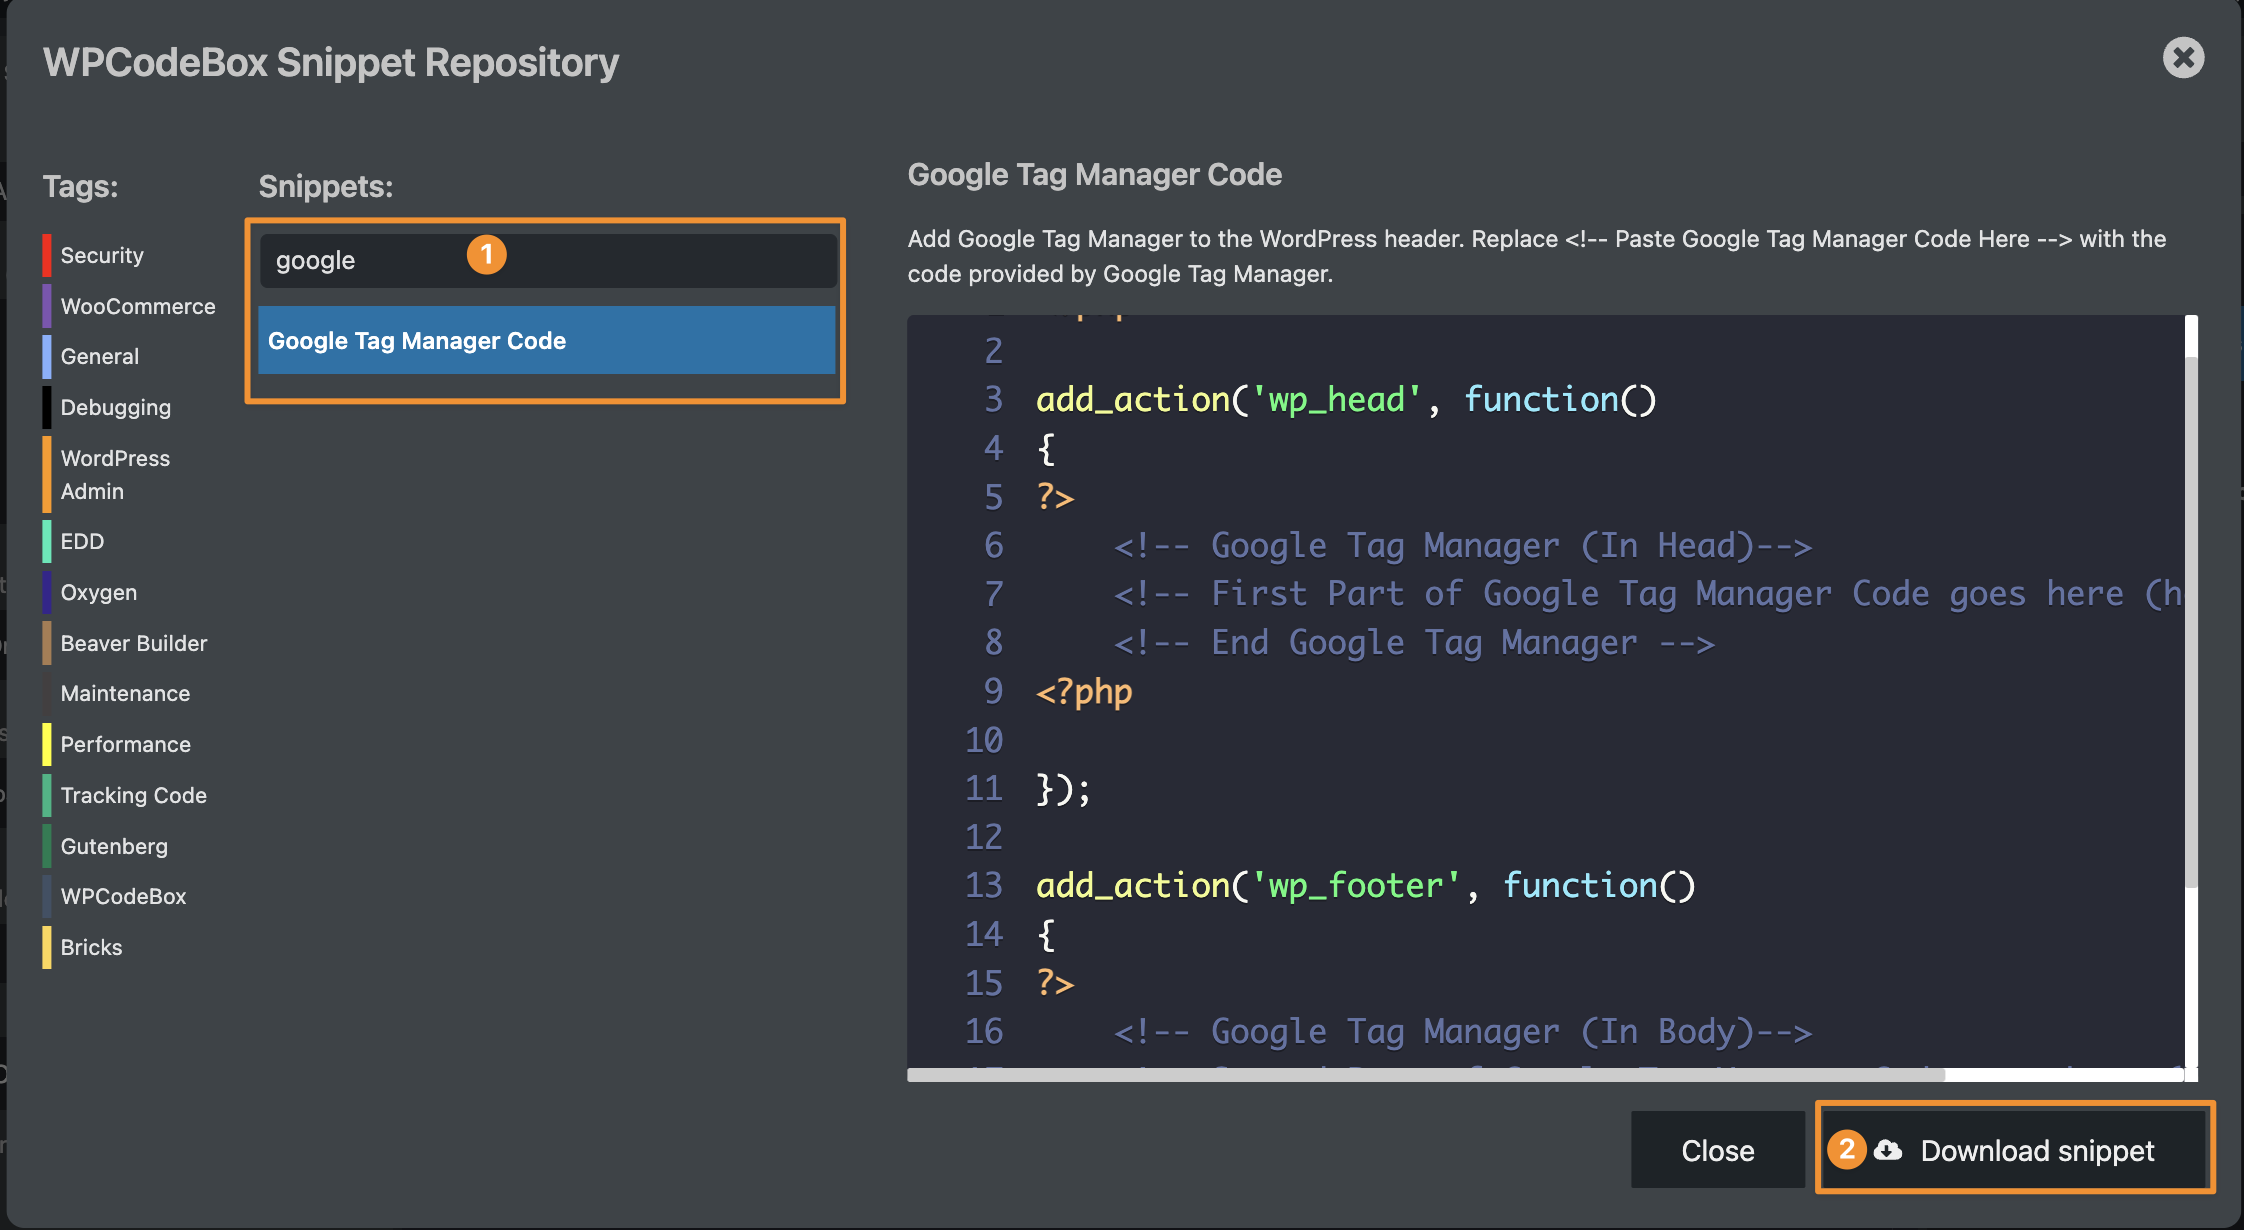 WPCodeBox Snippet Repository
Tags:
Security
WooCommerce
General
Debugging
WordPress
Admin
EDD
Oxygen
Beaver Builder
Maintenance
Performance
Tracking Code
Gutenberg
WPCodeBox
Bricks
Snippets:
google
1
Google Tag Manager Code
Google Tag Manager Code
Add Google Tag Manager to the WordPress header. Replace <!-- Paste Google Tag Manager Code Here --> with the
code provided by Google Tag Manager.
2
3 add_action('wp_head', function()
4 {
5 ?>
6 <!-- Google Tag Manager (In Head)-->
7 <!-- First Part of Google Tag Manager Code goes here (h
8 <!-- End Google Tag Manager -->
9 <?php
10
11 });
12
13 add_action('wp_footer', function()
14 {
15 ?>
16 <!-- Google Tag Manager (In Body)-->
Close
2 Download snippet